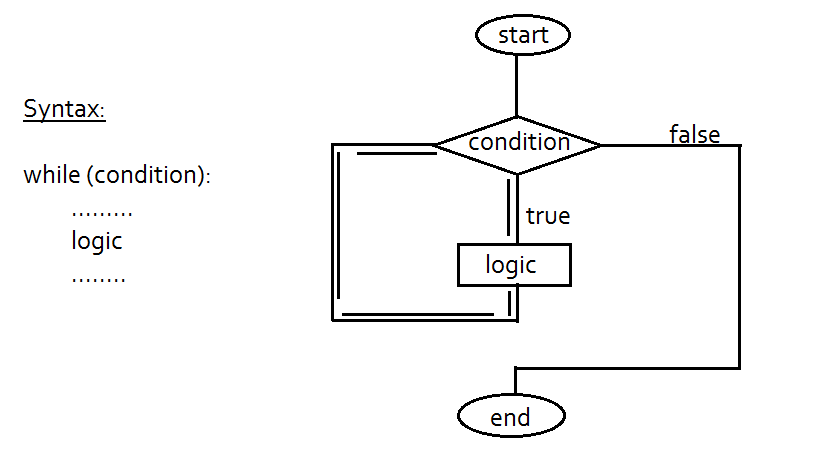 Syntax:
while (condition):
.........
logic
........
start
condition
false
true
logic
end